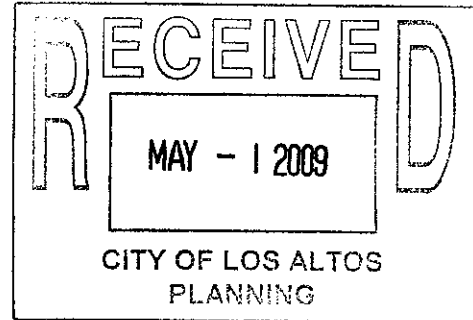 RECEIVED
MAY - 1 2009
CITY OF LOS ALTOS
PLANNING